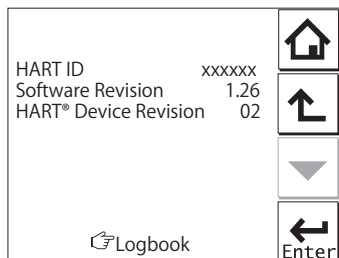 HART ID xxxxxx
Software Revision 1.26
HART® Device Revision 02
Logbook
Enter